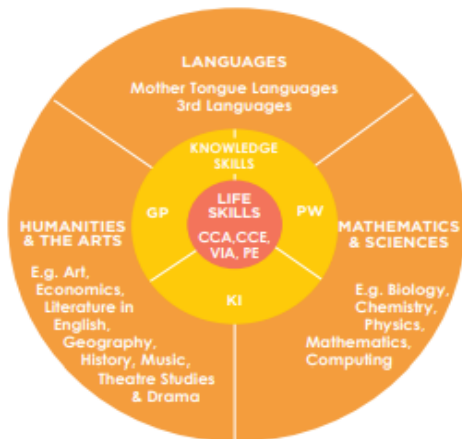 LANGUAGES
Mother Tongue Languages
3rd Languages
KNOWLEDGE
SKILLS
GP
PW
LIFE
SKILLS
CCA,CCE,
VIA, PE
KI
HUMANITIES
& THE ARTS
E.g. Art,
Economics,
Literature in
English,
Geography,
History, Music,
Theatre Studies
& Drama
MATHEMATICS
& SCIENCES
E.g. Biology,
Chemistry,
Physics,
Mathematics,
Computing